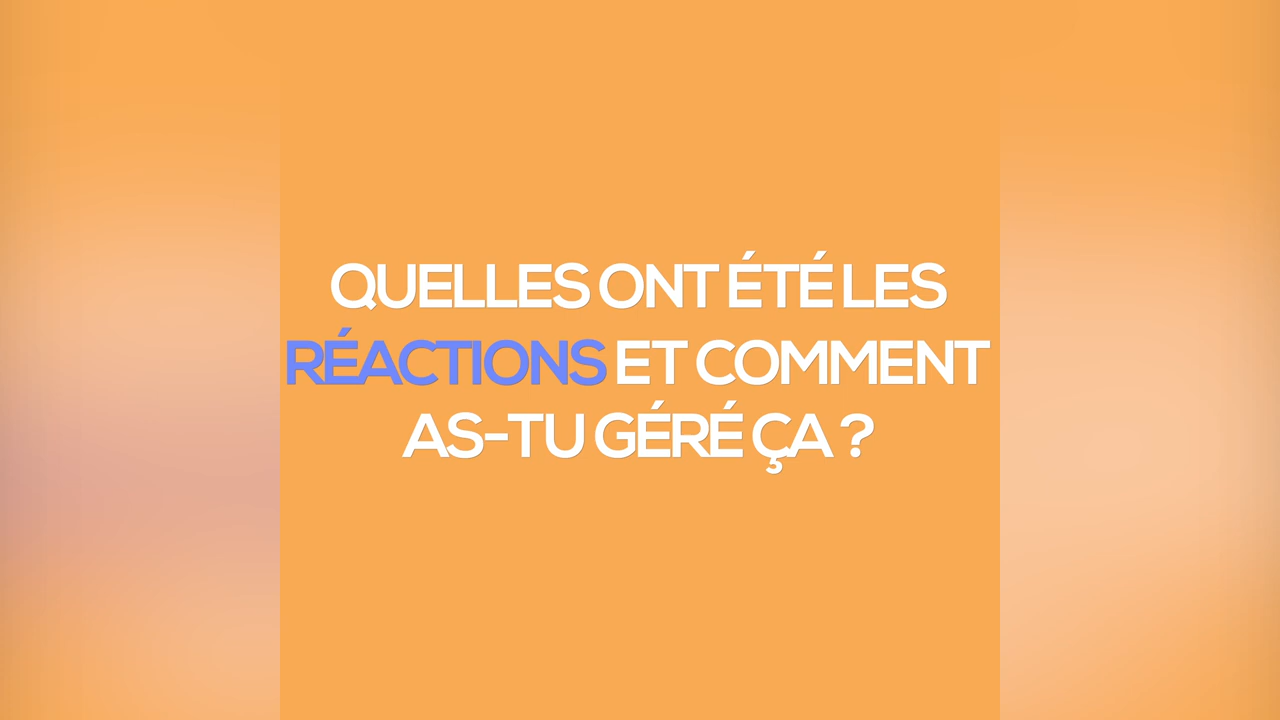 QUELLES ONT ÉTÉ LES
RÉACTIONS ET COMMENT
AS-TU GÉRÉ ÇA ?